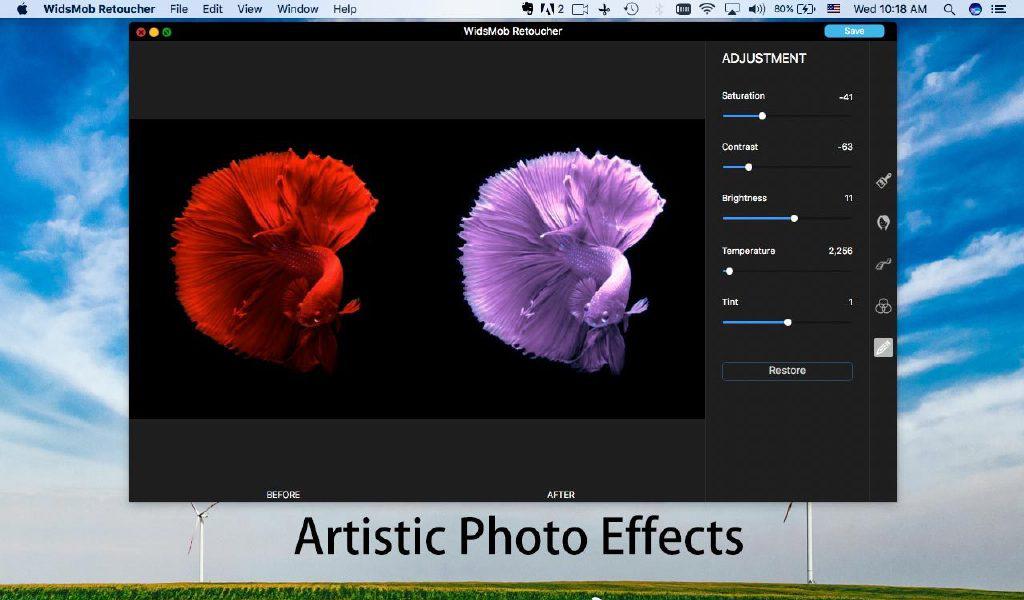 WidsMob Retoucher File Edit View Window Help 2 80% Wed 10:18 AM
WidsMob Retoucher
Save
ADJUSTMENT
Saturation -41
Contrast -63
Brightness 11
Temperature 2,256
Tint 1
Restore
BEFORE AFTER
Artistic Photo Effects